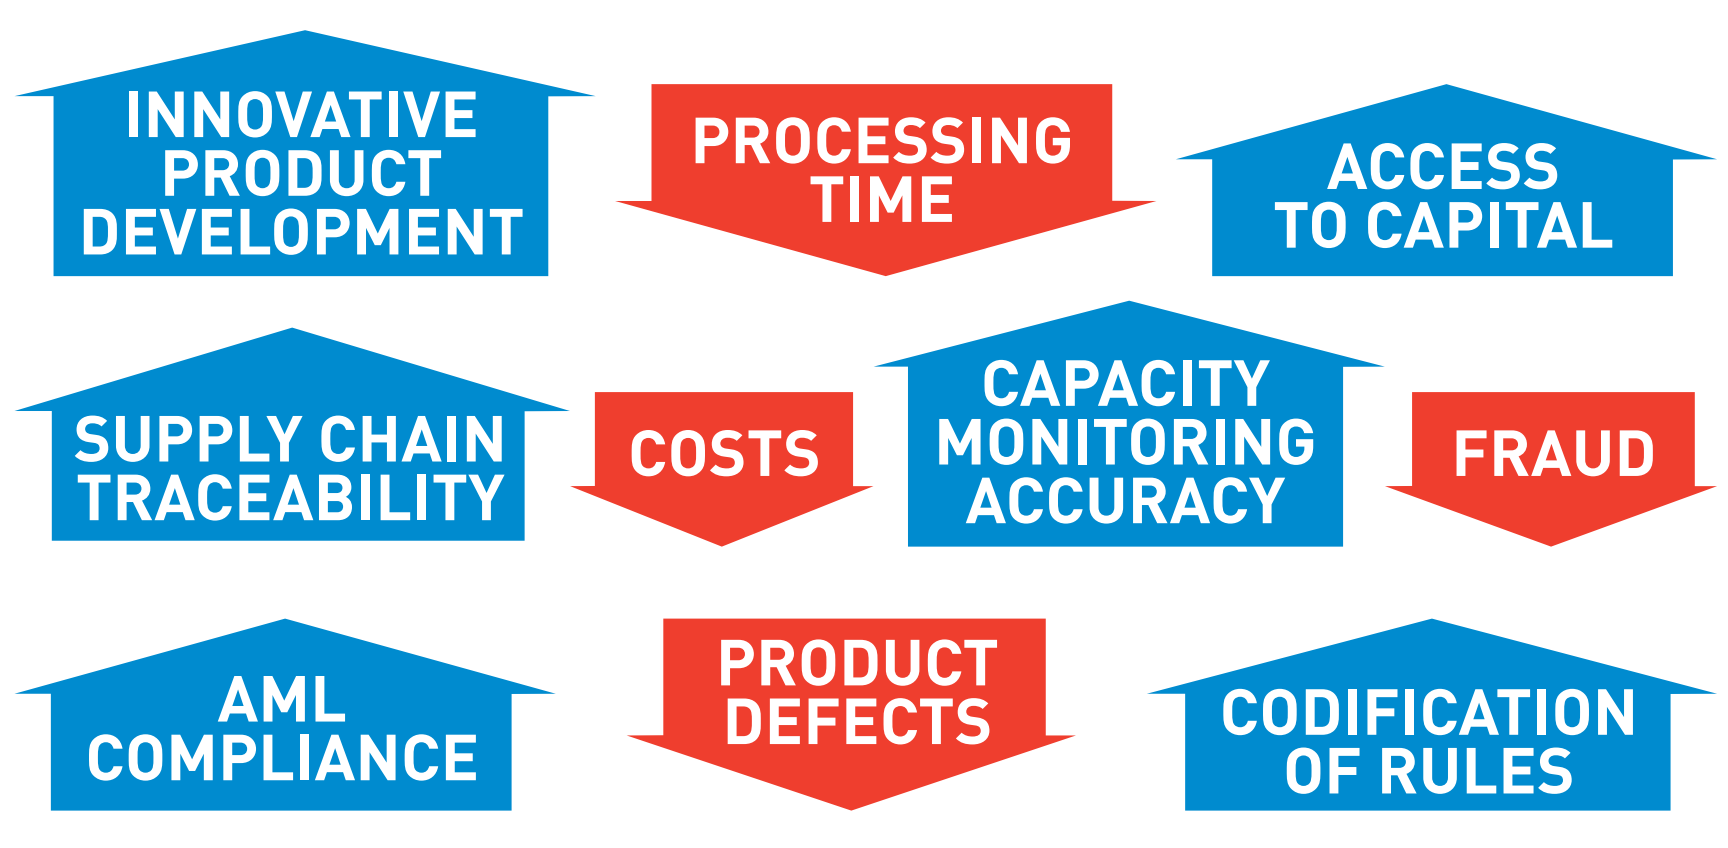 INNOVATIVE
PRODUCT
DEVELOPMENT
PROCESSING
TIME
ACCESS
TO CAPITAL
SUPPLY CHAIN
TRACEABILITY
COSTS
CAPACITY
MONITORING
ACCURACY
FRAUD
AML
COMPLIANCE
PRODUCT
DEFECTS
CODIFICATION
OF RULES